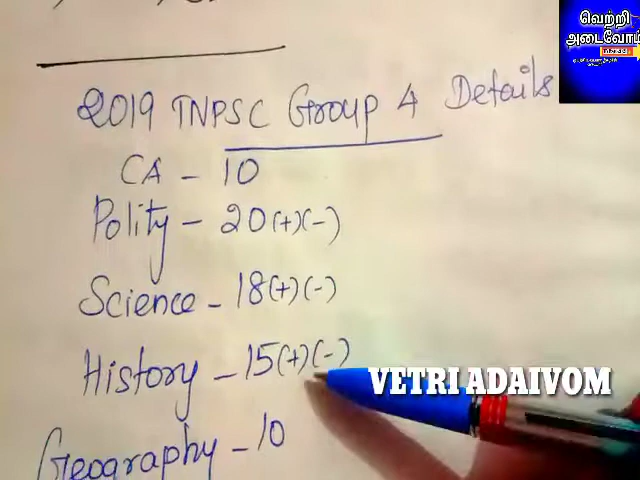 வெற்றி
அடைவோம்
2019 TNPSC Group 4 Details
CA - 10
Polity - 20 (+)(-)
Science - 18 (+)(-)
History - 15 (+)(-)
VETRI ADAIVOM
Geography - 10